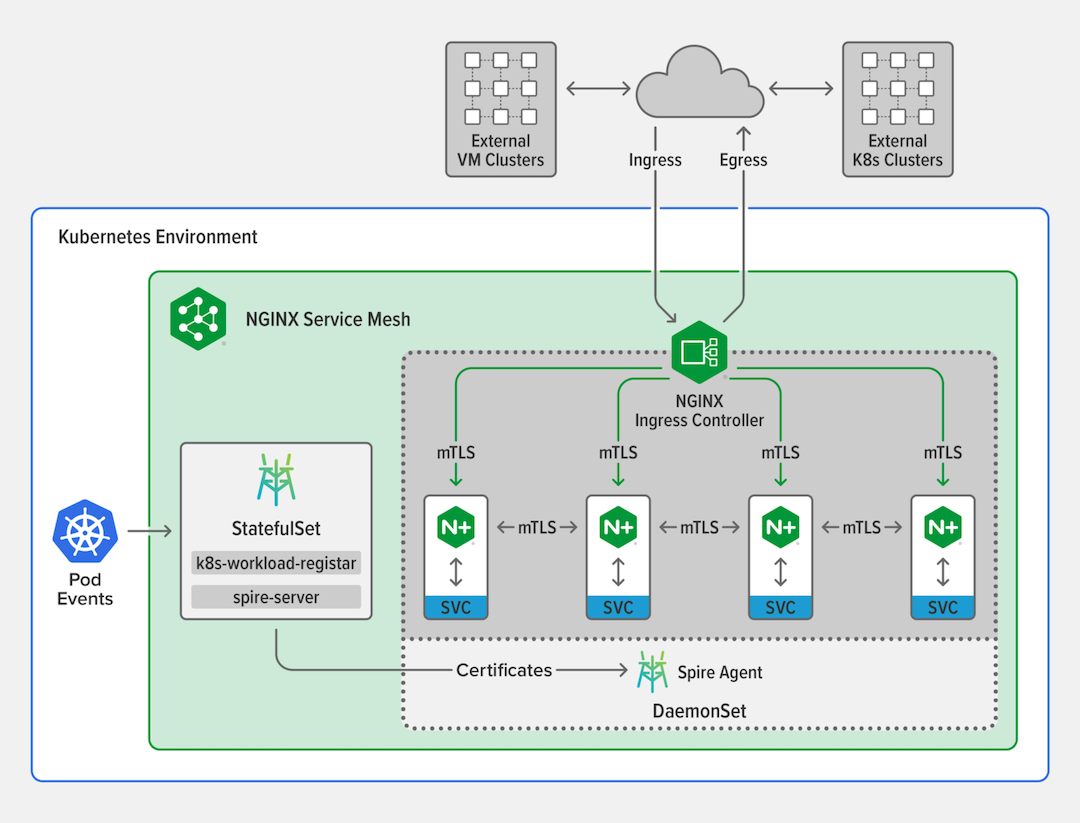 External
VM Clusters
External
K8s Clusters
Ingress
Egress
Kubernetes Environment
NGINX Service Mesh
NGINX
Ingress Controller
mTLS
mTLS
mTLS
mTLS
StatefulSet
k8s-workload-registar
spire-server
Pod
Events
N+
mTLS
N+
mTLS
N+
mTLS
N+
SVC
SVC
SVC
SVC
Certificates
Spire Agent
DaemonSet